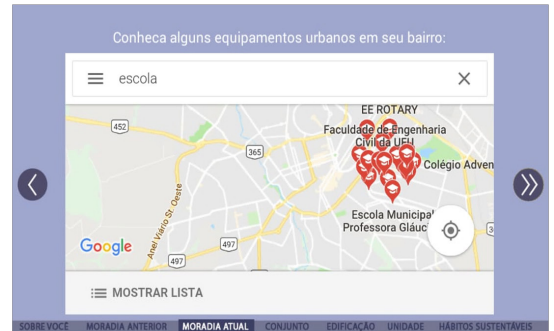 Conheca alguns equipamentos urbanos em seu bairro:
escola
EE ROTARY
452
Faculdade de Engenharia
Civil da UFU
365
Colégio Adven
Anel Viário St. Oeste
Escola Municipal
Professora Gláuc
497
Google
497
MOSTRAR LISTA
SOBRE VOCÊ MORADIA ANTERIOR MORADIA ATUAL CONJUNTO EDIFICAÇÃO UNIDADE HÁBITOS SUSTENTÁVEIS